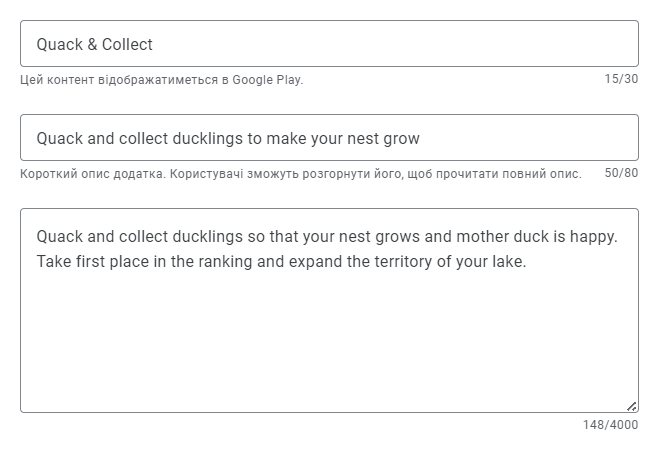 Quack & Collect
Цей контент відображатиметься в Google Play.
15/30
Quack and collect ducklings to make your nest grow
Короткий опис додатка. Користувачі зможуть розгорнути його, щоб прочитати повний опис.
50/80
Quack and collect ducklings so that your nest grows and mother duck is happy.
Take first place in the ranking and expand the territory of your lake.
148/4000